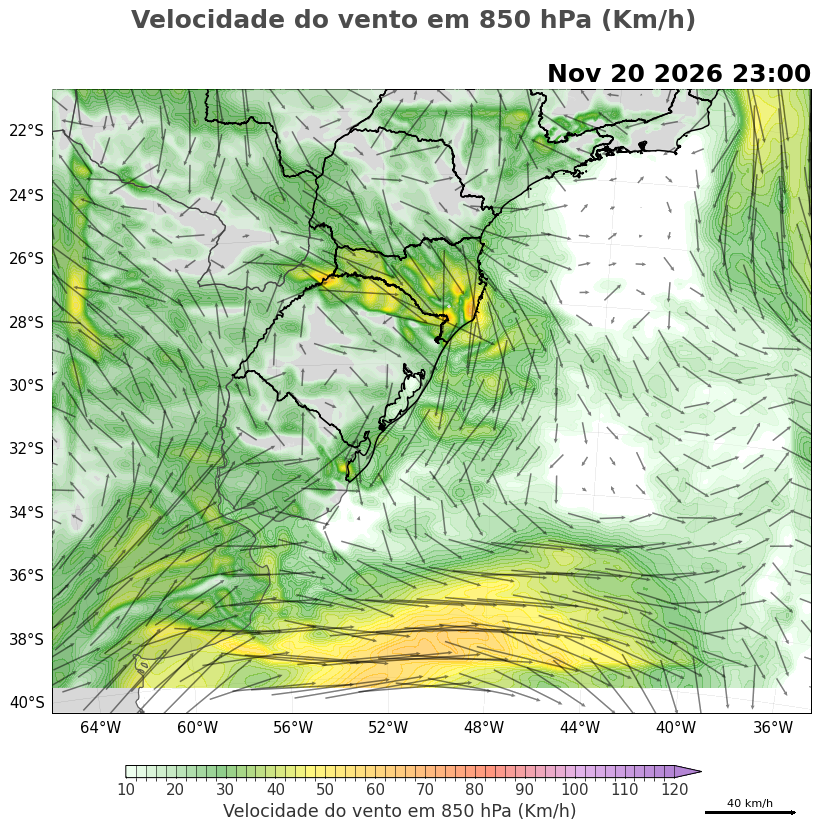 Velocidade do vento em 850 hPa (Km/h)
Nov 20 2026 23:00
22°S
24°S
26°S
28°S
30°S
32°S
34°S
36°S
38°S
40°S
64°W 60°W 56°W 52°W 48°W 44°W 40°W 36°W
10 20 30 40 50 60 70 80 90 100 110 120
Velocidade do vento em 850 hPa (Km/h)
40 km/h